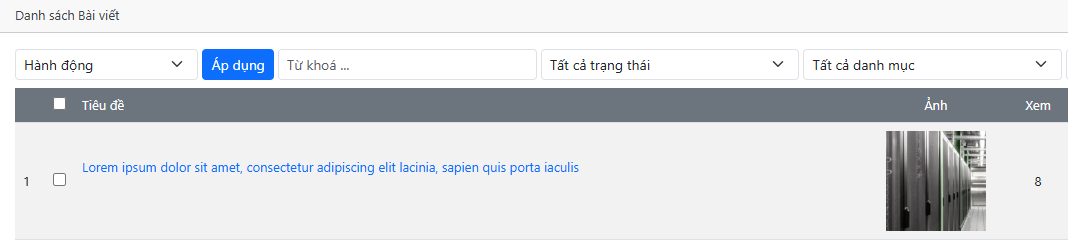 Danh sách Bài viết
Hành động Áp dụng Từ khoá ... Tất cả trạng thái Tất cả danh mục
Tiêu đề Ảnh Xem
1 Lorem ipsum dolor sit amet, consectetur adipiscing elit lacinia, sapien quis porta iaculis 8